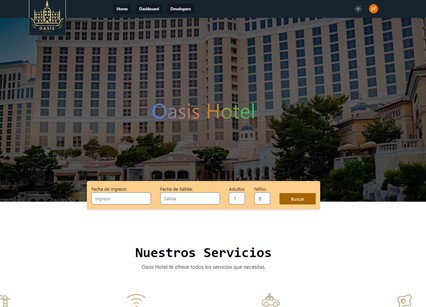 Home Dashboard Developers
OASIS
Oasis Hotel
Fecha de Ingreso: Fecha de Salida: Adultos Niños
Ingreso Salida 1 0 Buscar
Nuestros Servicios
Oasis Hotel te ofrece todos los servicios que necesitas.